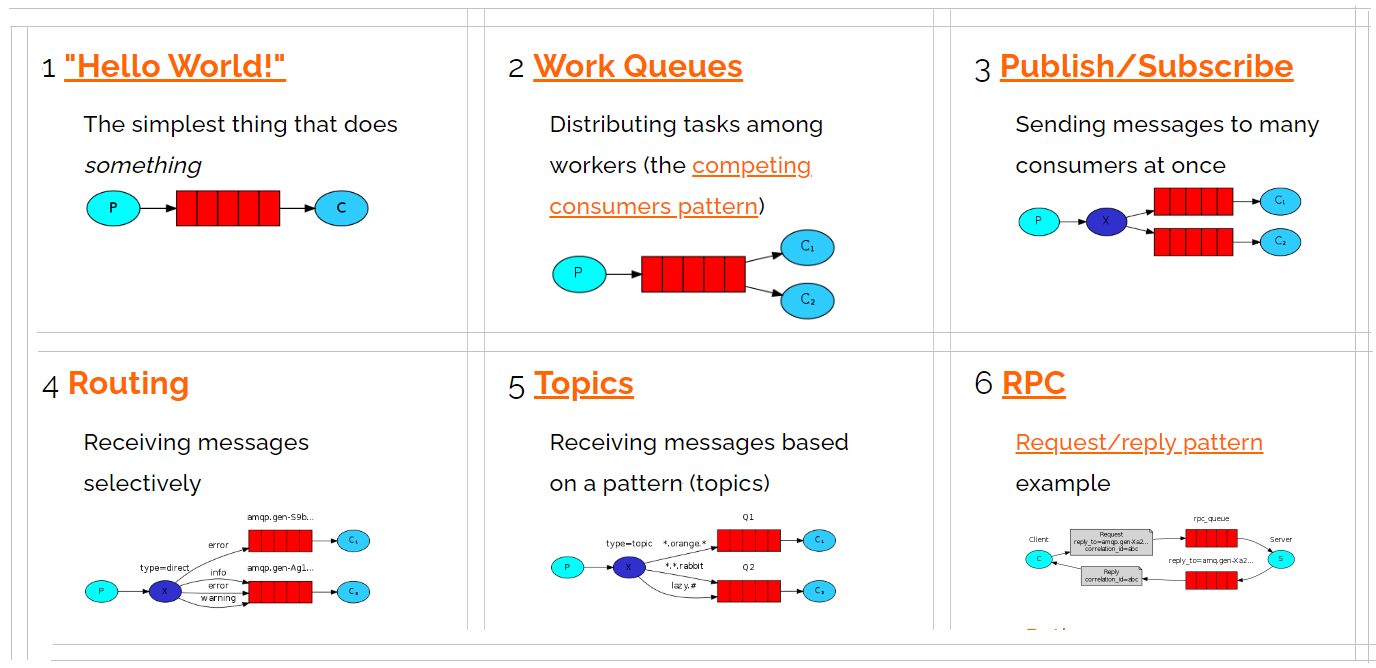 1 "Hello World!"
The simplest thing that does
something
P
C
2 Work Queues
Distributing tasks among
workers (the competing
consumers pattern)
P
C₁
C₂
3 Publish/Subscribe
Sending messages to many
consumers at once
P
X
C₁
C₂
4 Routing
Receiving messages
selectively
amqp.gen-S9b...
error
C₁
type=direct
info
amqp.gen-Ag1...
P
X
error
C₂
warning
5 Topics
Receiving messages based
on a pattern (topics)
Q1
type=topic
*.orange.*
C₁
P
X
*.*.rabbit
Q2
lazy.#
C₂
6 RPC
Request/reply pattern
example
rpc_queue
Client
Request
reply_to=amqp.gen-Xa2...
correlation_id=abc
Server
C
S
reply_to=amq.gen-Xa2...
Reply
correlation_id=abc